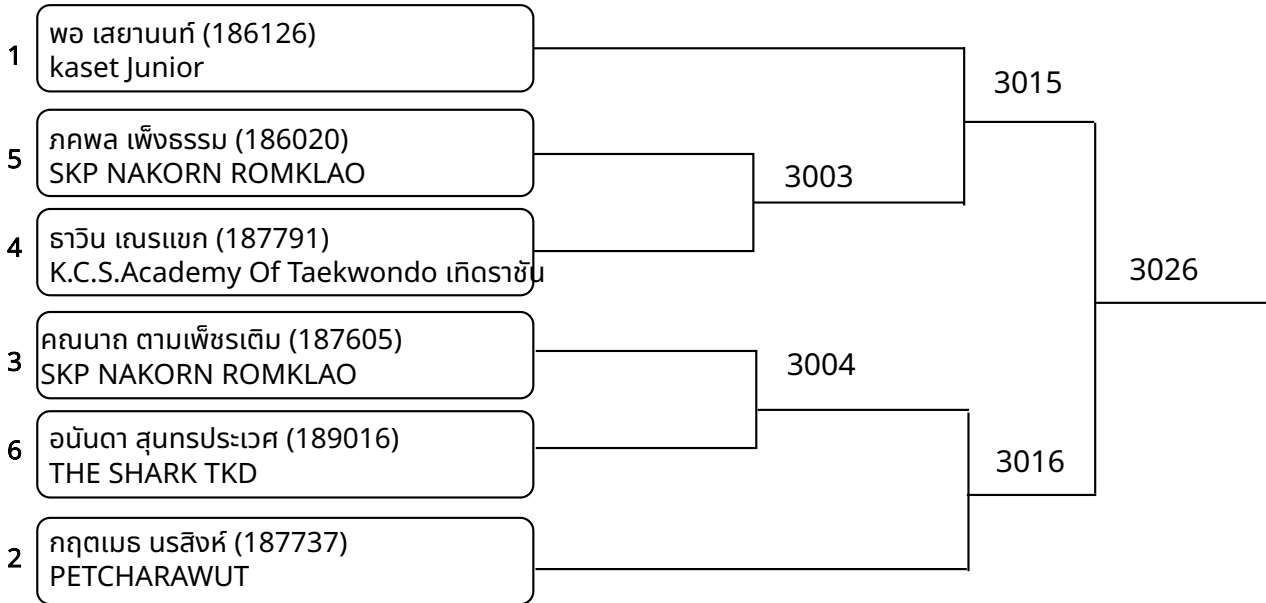 1
พอ เสยานนท์ (186126)
kaset Junior
3015
5
ภคพล เพ็งธรรม (186020)
SKP NAKORN ROMKLAO
3003
4
ธาวิน เณรแขก (187791)
K.C.S.Academy Of Taekwondo เทิดราชัน
3026
3
คณนาถ ตามเพ็ชรเติม (187605)
SKP NAKORN ROMKLAO
3004
6
อนันดา สุนทรประเวศ (189016)
THE SHARK TKD
3016
2
กฤตเมธ นรสิงห์ (187737)
PETCHARAWUT